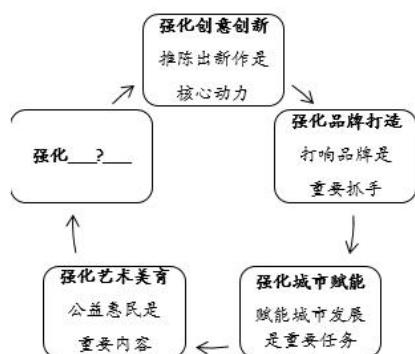 强化创意创新
推陈出新作是
核心动力
强化品牌打造
打响品牌是
重要抓手
强化城市赋能
赋能城市发展
是重要任务
强化艺术美育
公益惠民是
重要内容
强化___?___